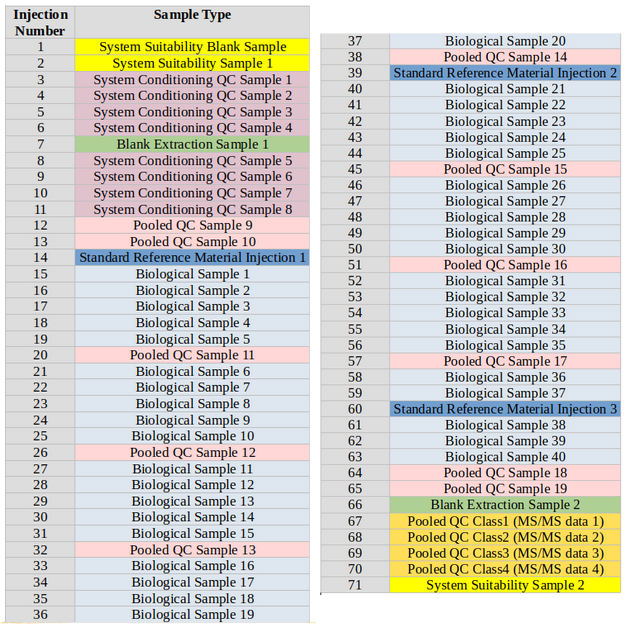 Injection Number Sample Type
1 System Suitability Blank Sample
2 System Suitability Sample 1
3 System Conditioning QC Sample 1
4 System Conditioning QC Sample 2
5 System Conditioning QC Sample 3
6 System Conditioning QC Sample 4
7 Blank Extraction Sample 1
8 System Conditioning QC Sample 5
9 System Conditioning QC Sample 6
10 System Conditioning QC Sample 7
11 System Conditioning QC Sample 8
12 Pooled QC Sample 9
13 Pooled QC Sample 10
14 Standard Reference Material Injection 1
15 Biological Sample 1
16 Biological Sample 2
17 Biological Sample 3
18 Biological Sample 4
19 Biological Sample 5
20 Pooled QC Sample 11
21 Biological Sample 6
22 Biological Sample 7
23 Biological Sample 8
24 Biological Sample 9
25 Biological Sample 10
26 Pooled QC Sample 12
27 Biological Sample 11
28 Biological Sample 12
29 Biological Sample 13
30 Biological Sample 14
31 Biological Sample 15
32 Pooled QC Sample 13
33 Biological Sample 16
34 Biological Sample 17
35 Biological Sample 18
36 Biological Sample 19
37 Biological Sample 20
38 Pooled QC Sample 14
39 Standard Reference Material Injection 2
40 Biological Sample 21
41 Biological Sample 22
42 Biological Sample 23
43 Biological Sample 24
44 Biological Sample 25
45 Pooled QC Sample 15
46 Biological Sample 26
47 Biological Sample 27
48 Biological Sample 28
49 Biological Sample 29
50 Biological Sample 30
51 Pooled QC Sample 16
52 Biological Sample 31
53 Biological Sample 32
54 Biological Sample 33
55 Biological Sample 34
56 Biological Sample 35
57 Pooled QC Sample 17
58 Biological Sample 36
59 Biological Sample 37
60 Standard Reference Material Injection 3
61 Biological Sample 38
62 Biological Sample 39
63 Biological Sample 40
64 Pooled QC Sample 18
65 Pooled QC Sample 19
66 Blank Extraction Sample 2
67 Pooled QC Class1 (MS/MS data 1)
68 Pooled QC Class2 (MS/MS data 2)
69 Pooled QC Class3 (MS/MS data 3)
70 Pooled QC Class4 (MS/MS data 4)
71 System Suitability Sample 2